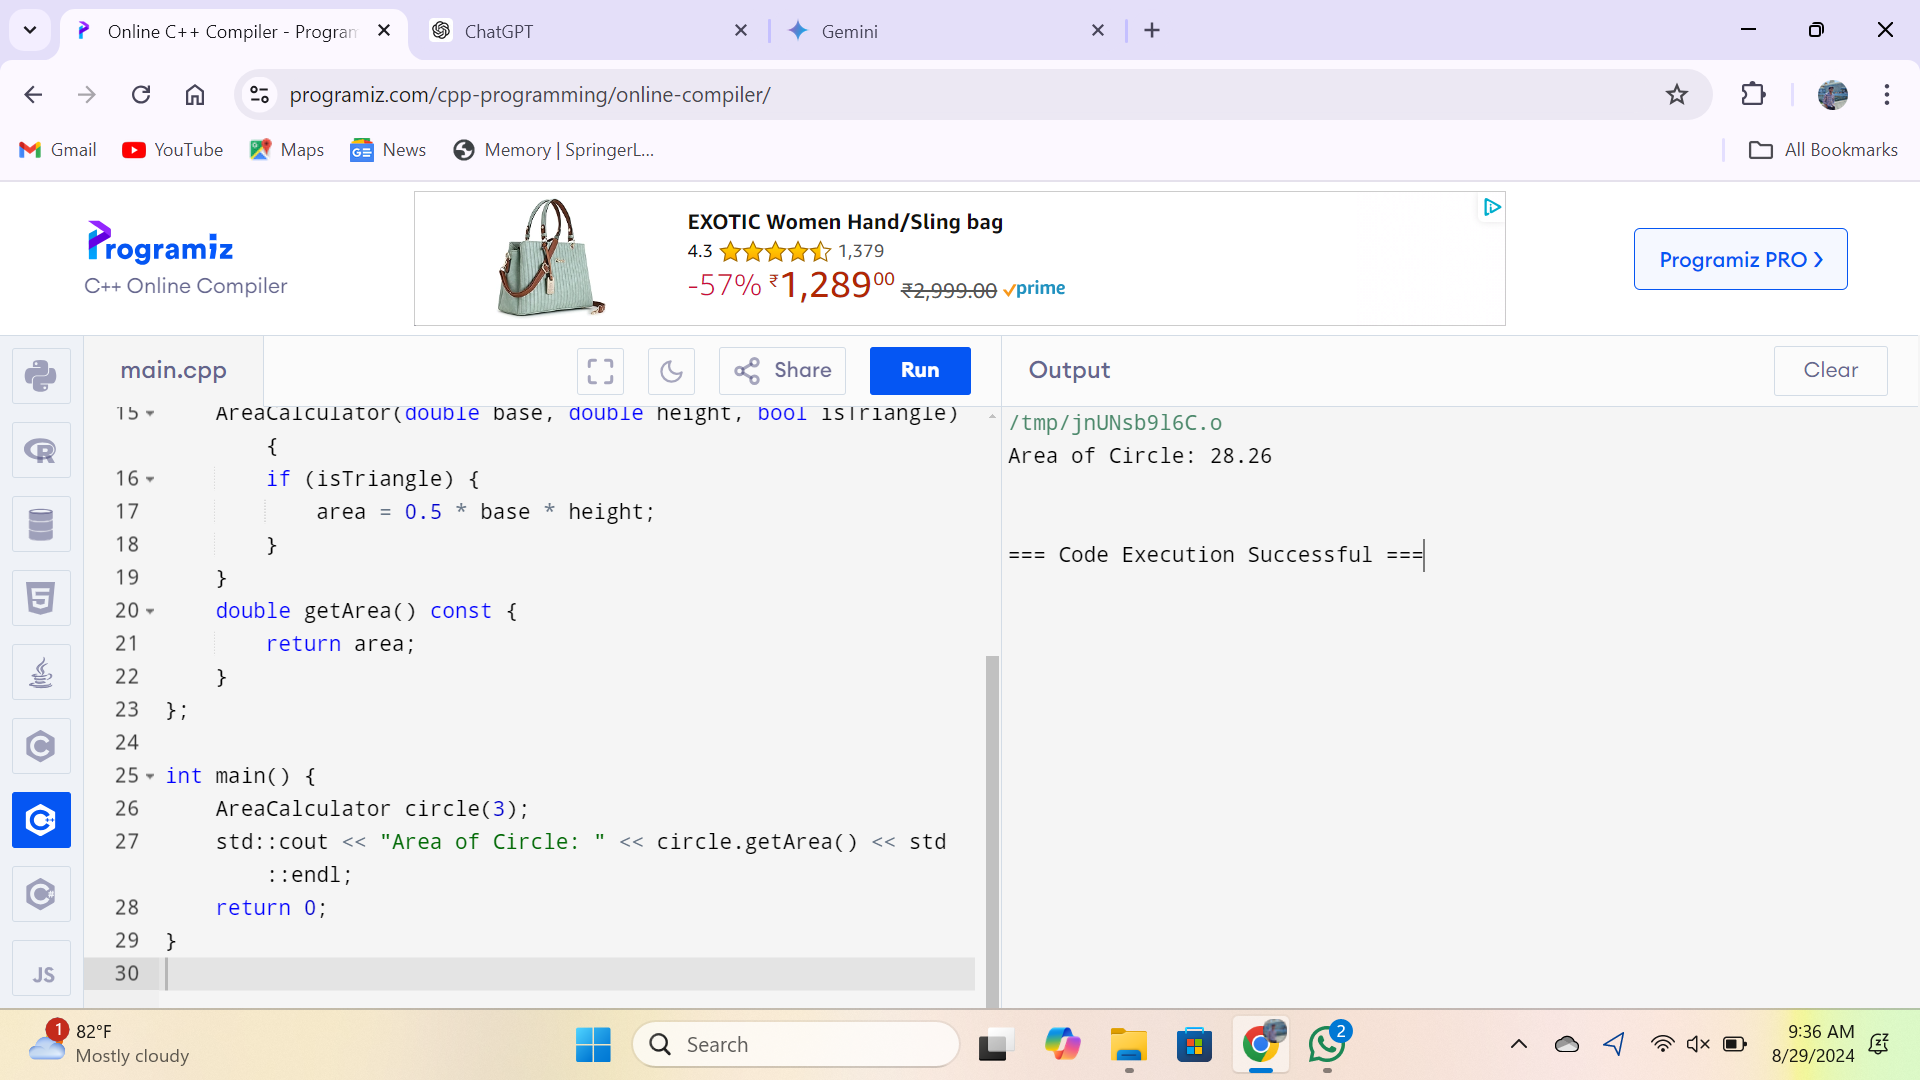 Online C++ Compiler - Program
ChatGPT
Gemini
programiz.com/cpp-programming/online-compiler/
Gmail
YouTube
Maps
News
Memory | SpringerL...
All Bookmarks
Programiz
C++ Online Compiler
EXOTIC Women Hand/Sling bag
4.3 1,379
-57% ₹1,28900 ₹2,999.00 prime
Programiz PRO ›
main.cpp
Share
Run
Output
Clear
15 AreaCalculator(double base, double height, bool isTriangle)
{
16 if (isTriangle) {
17 area = 0.5 * base * height;
18 }
19 }
20 double getArea() const {
21 return area;
22 }
23 };
24
25 int main() {
26 AreaCalculator circle(3);
27 std::cout << "Area of Circle: " << circle.getArea() << std
::endl;
28 return 0;
29 }
30
/tmp/jnUNsb9l6C.o
Area of Circle: 28.26
=== Code Execution Successful ===
JS
1
82°F
Mostly cloudy
Search
2
9:36 AM
8/29/2024